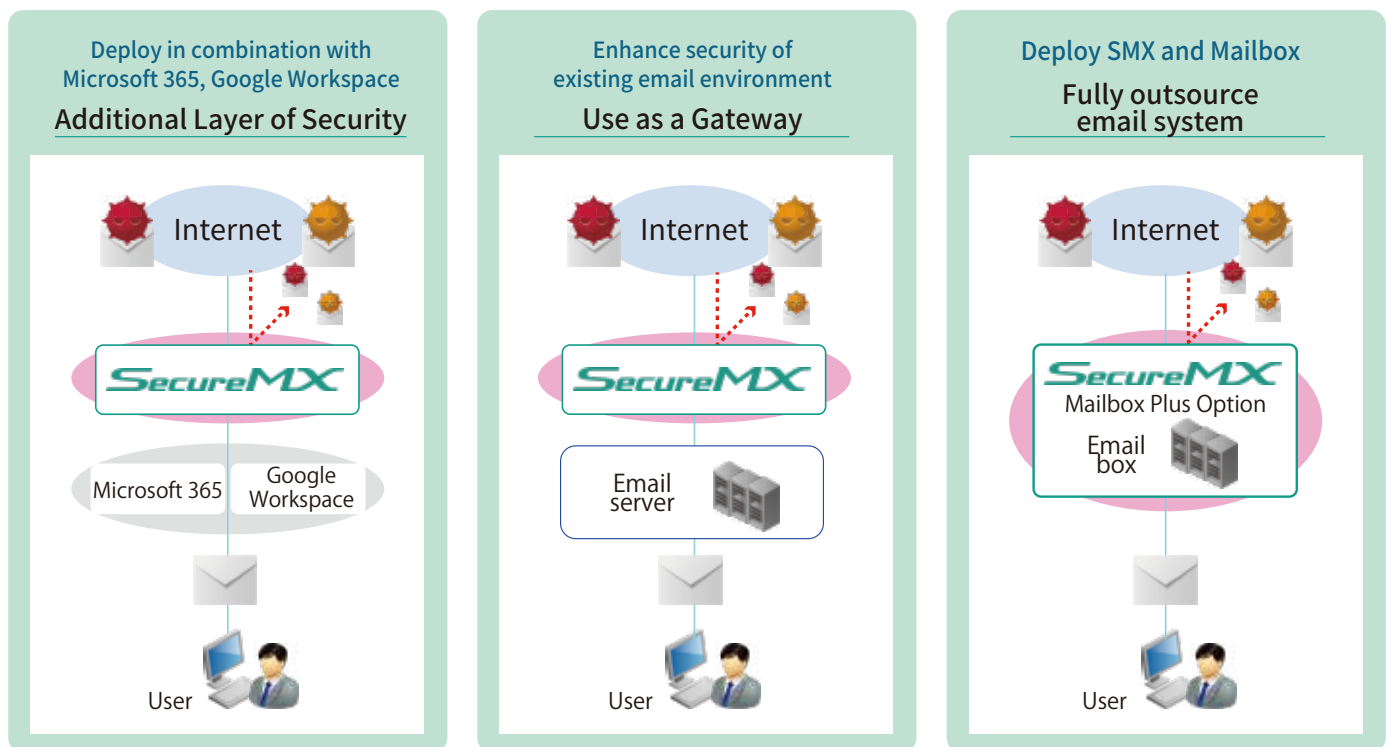 Deploy in combination with
Microsoft 365, Google Workspace
Additional Layer of Security
Internet
SecureMX
Microsoft 365
Google
Workspace
User
Enhance security of
existing email environment
Use as a Gateway
Internet
SecureMX
Email
server
User
Deploy SMX and Mailbox
Fully outsource
email system
Internet
SecureMX
Mailbox Plus Option
Email
box
User